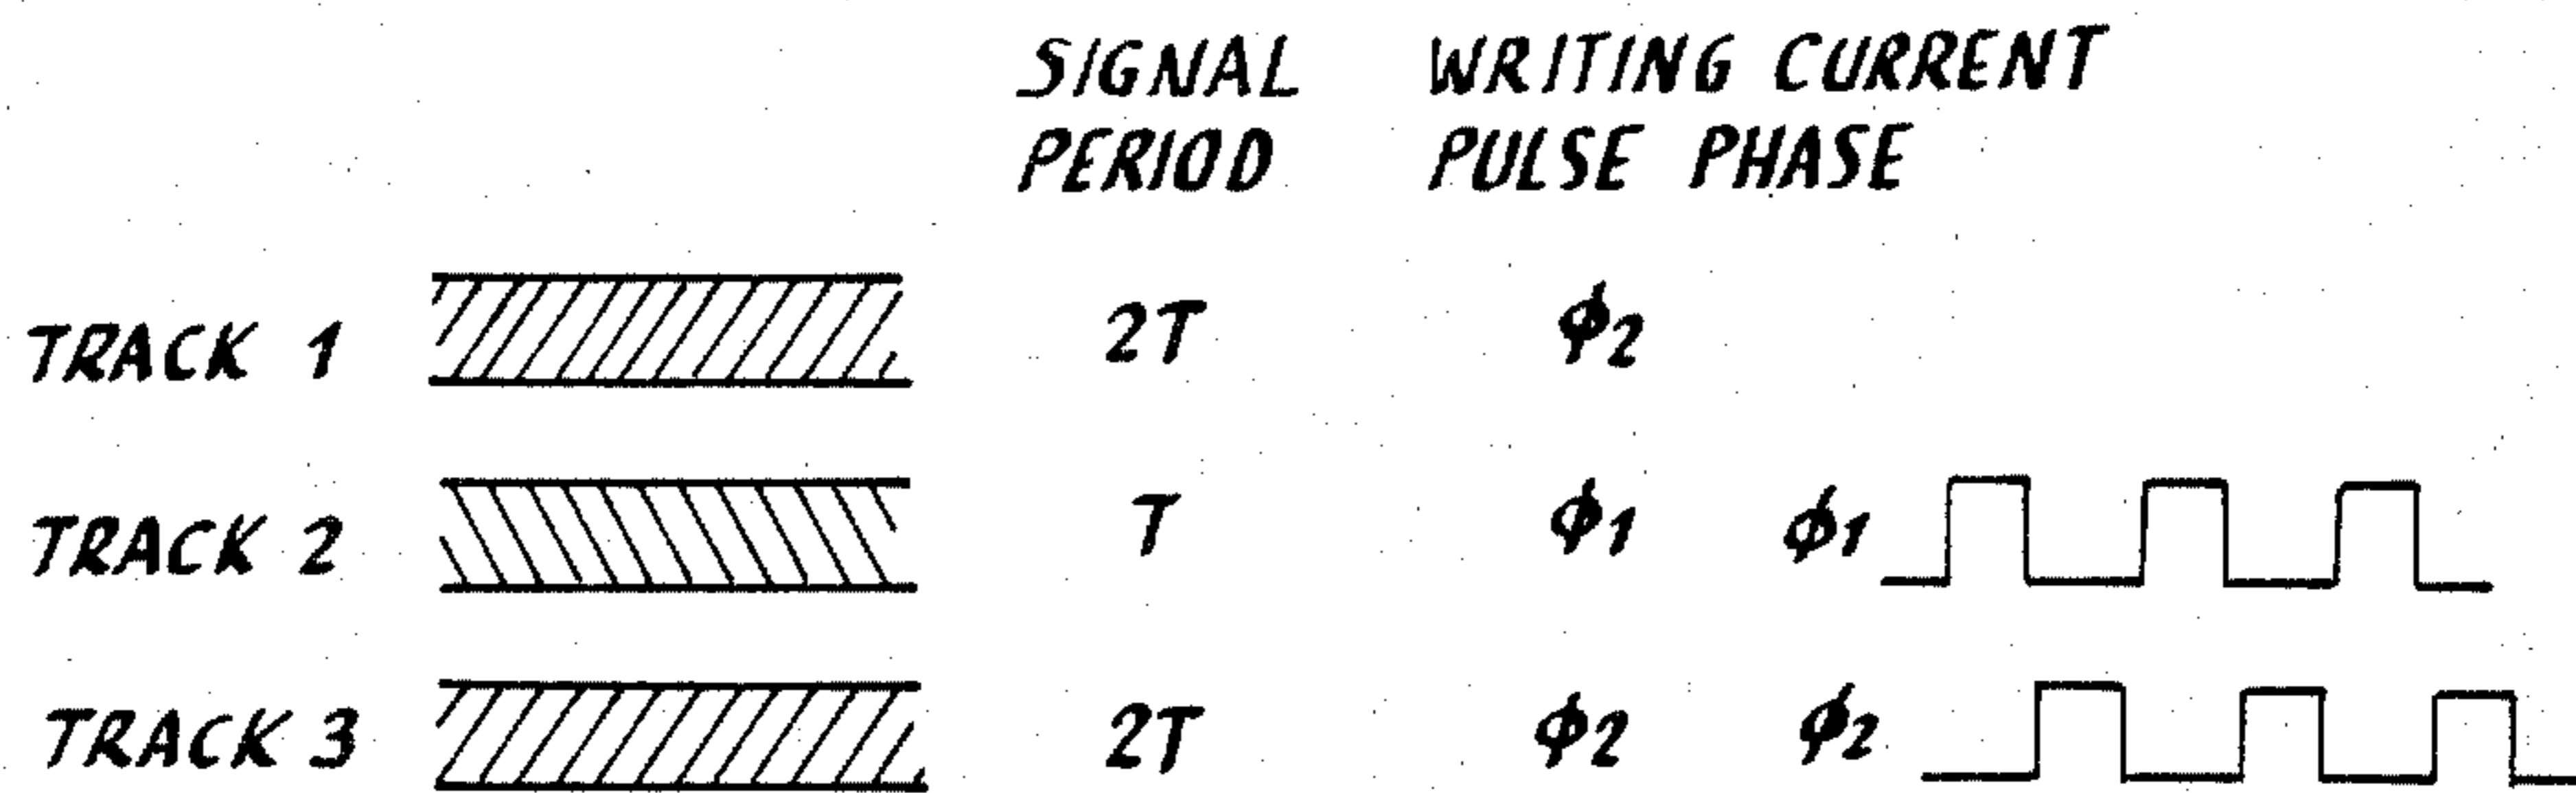 SIGNAL WRITING CURRENT
PERIOD PULSE PHASE
TRACK 1 2T ϕ2
TRACK 2 T ϕ1 ϕ1
TRACK 3 2T ϕ2 ϕ2